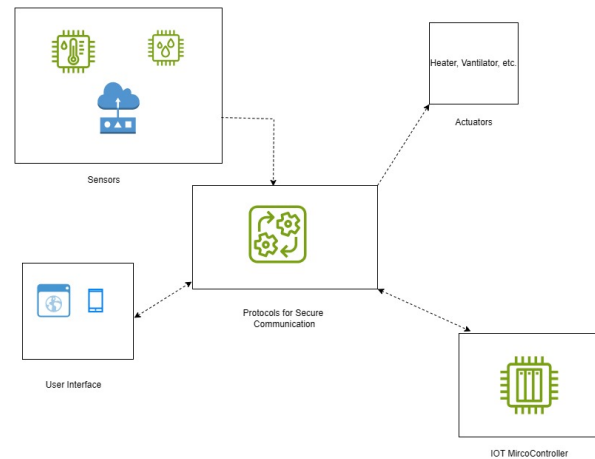 Heater, Vantilator, etc.
Actuators
Sensors
Protocols for Secure
Communication
User Interface
IOT MircoController